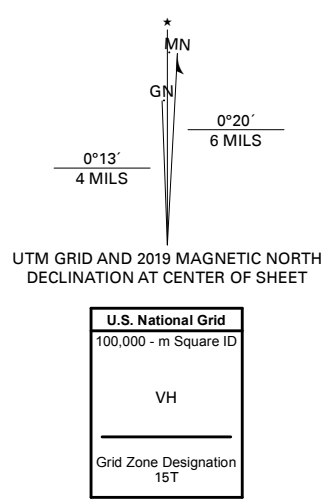 MN
GN
0°20´
6 MILS
0°13´
4 MILS
UTM GRID AND 2019 MAGNETIC NORTH
DECLINATION AT CENTER OF SHEET
U.S. National Grid
100,000 - m Square ID
VH
Grid Zone Designation
15T